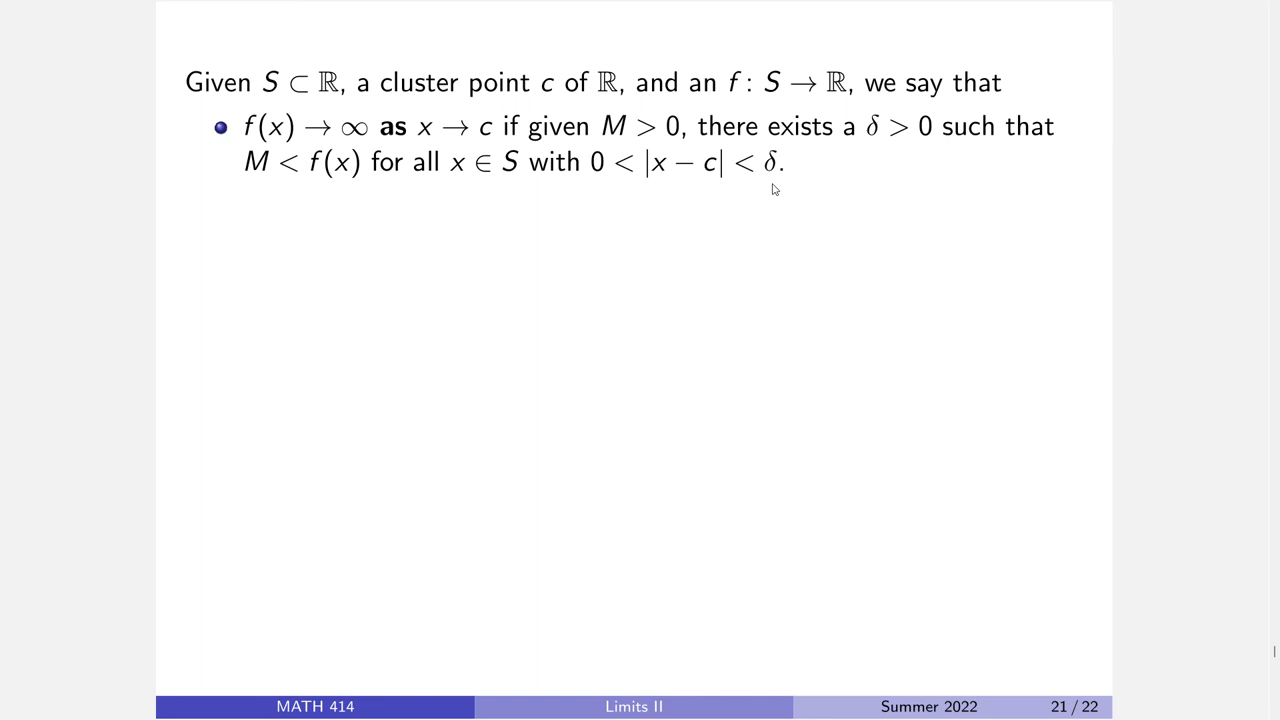 Given S ⊂ ℝ, a cluster point c of ℝ, and an f : S → ℝ, we say that
f(x) → ∞ as x → c if given M > 0, there exists a δ > 0 such that
M < f(x) for all x ∈ S with 0 < |x − c| < δ.
MATH 414 Limits II Summer 2022 21 / 22